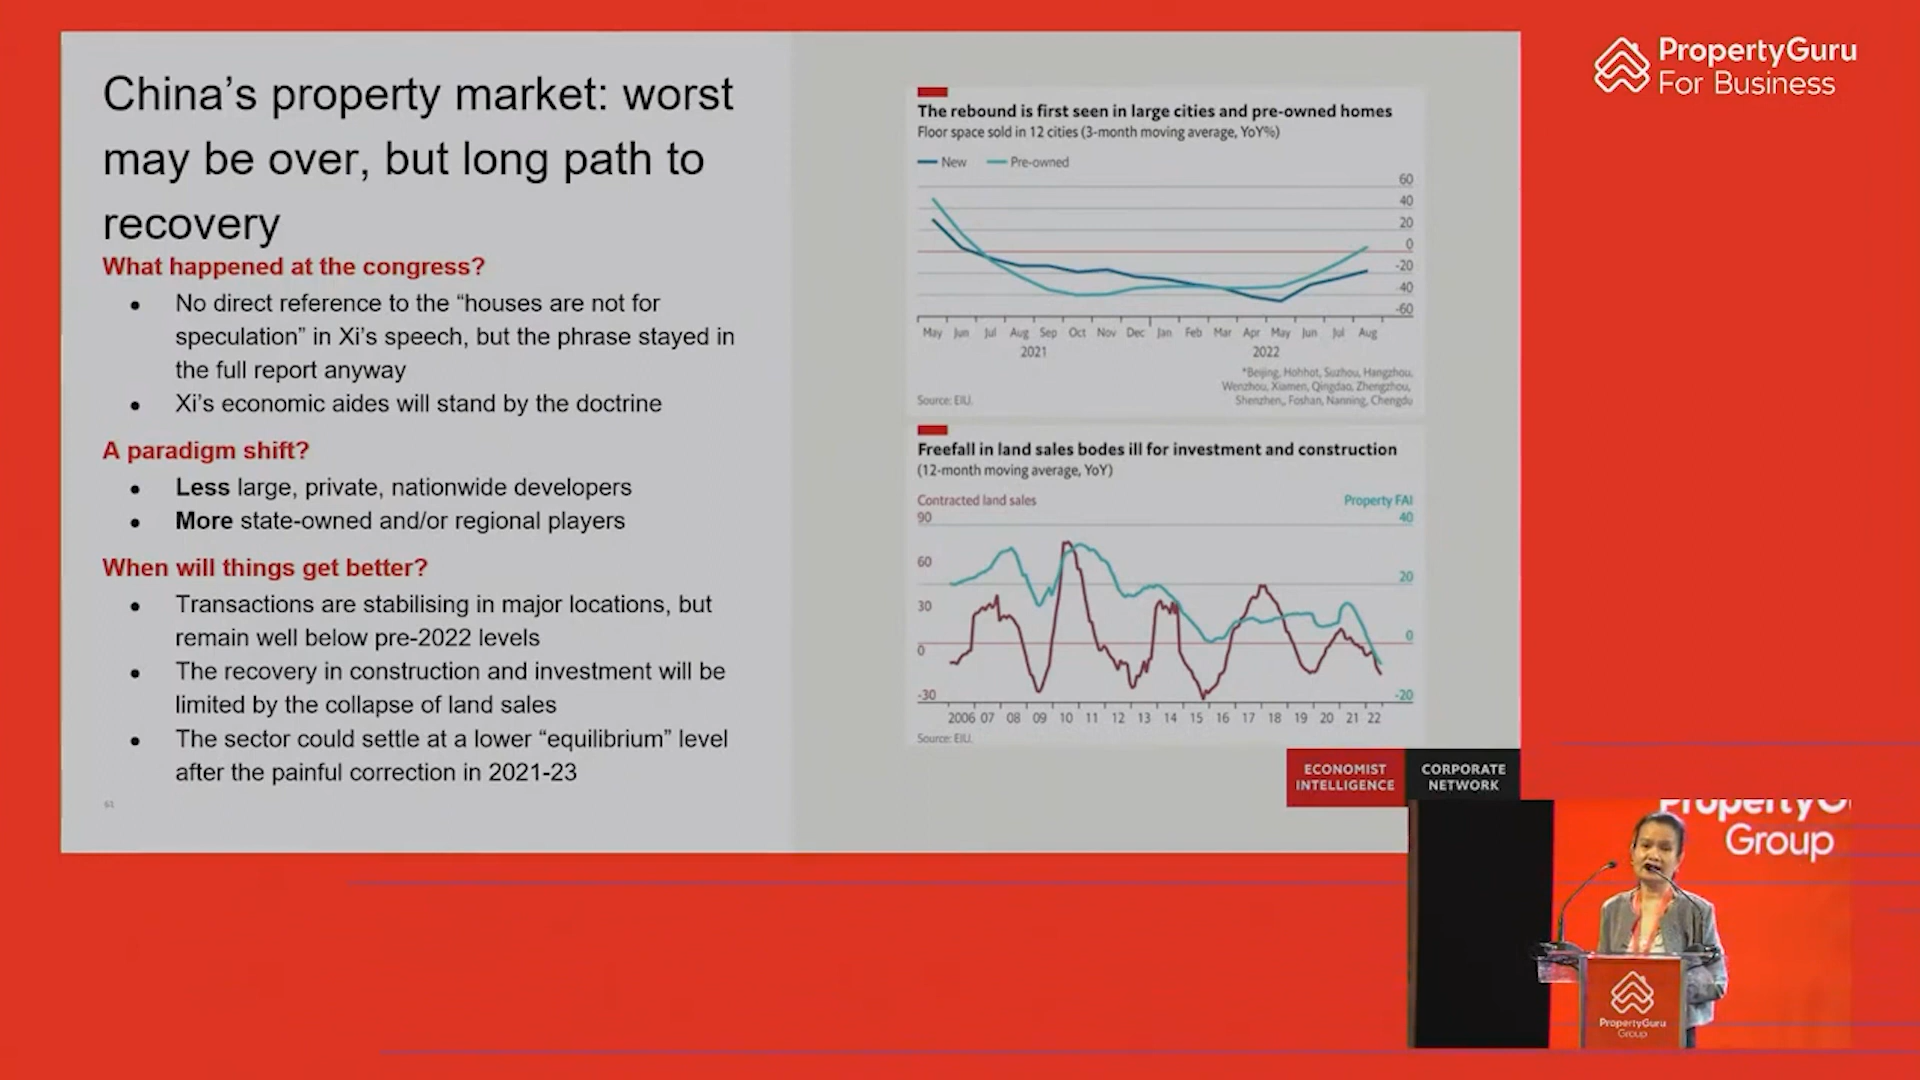 PropertyGuru
For Business
China's property market: worst
may be over, but long path to
recovery
What happened at the congress?
● No direct reference to the “houses are not for
speculation” in Xi's speech, but the phrase stayed in
the full report anyway
● Xi's economic aides will stand by the doctrine
A paradigm shift?
● Less large, private, nationwide developers
● More state-owned and/or regional players
When will things get better?
● Transactions are stabilising in major locations, but
remain well below pre-2022 levels
● The recovery in construction and investment will be
limited by the collapse of land sales
● The sector could settle at a lower “equilibrium” level
after the painful correction in 2021-23
The rebound is first seen in large cities and pre-owned homes
Floor space sold in 12 cities (3-month moving average, YoY%)
New Pre-owned
60
40
20
0
-20
40
-60
May Jun Jul Aug Sep Oct Nov Dec Jan Feb Mar Apr May Jun Jul Aug
2021 2022
*Beijing, Hohhot, Suzhou, Hangzhou,
Wenzhou, Xiamen, Qingdao, Zhengzhou,
Shenzhen,, Foshan, Nanning, Chengdu
Source: EIU.
Freefall in land sales bodes ill for investment and construction
(12-month moving average, YoY)
Contracted land sales Property FAI
90 40
60 20
30 0
0 -20
-30
2006 07 08 09 10 11 12 13 14 15 16 17 18 19 20 21 22
Source: EIU.
ECONOMIST
INTELLIGENCE
CORPORATE
NETWORK
Group
PropertyGuru
Group